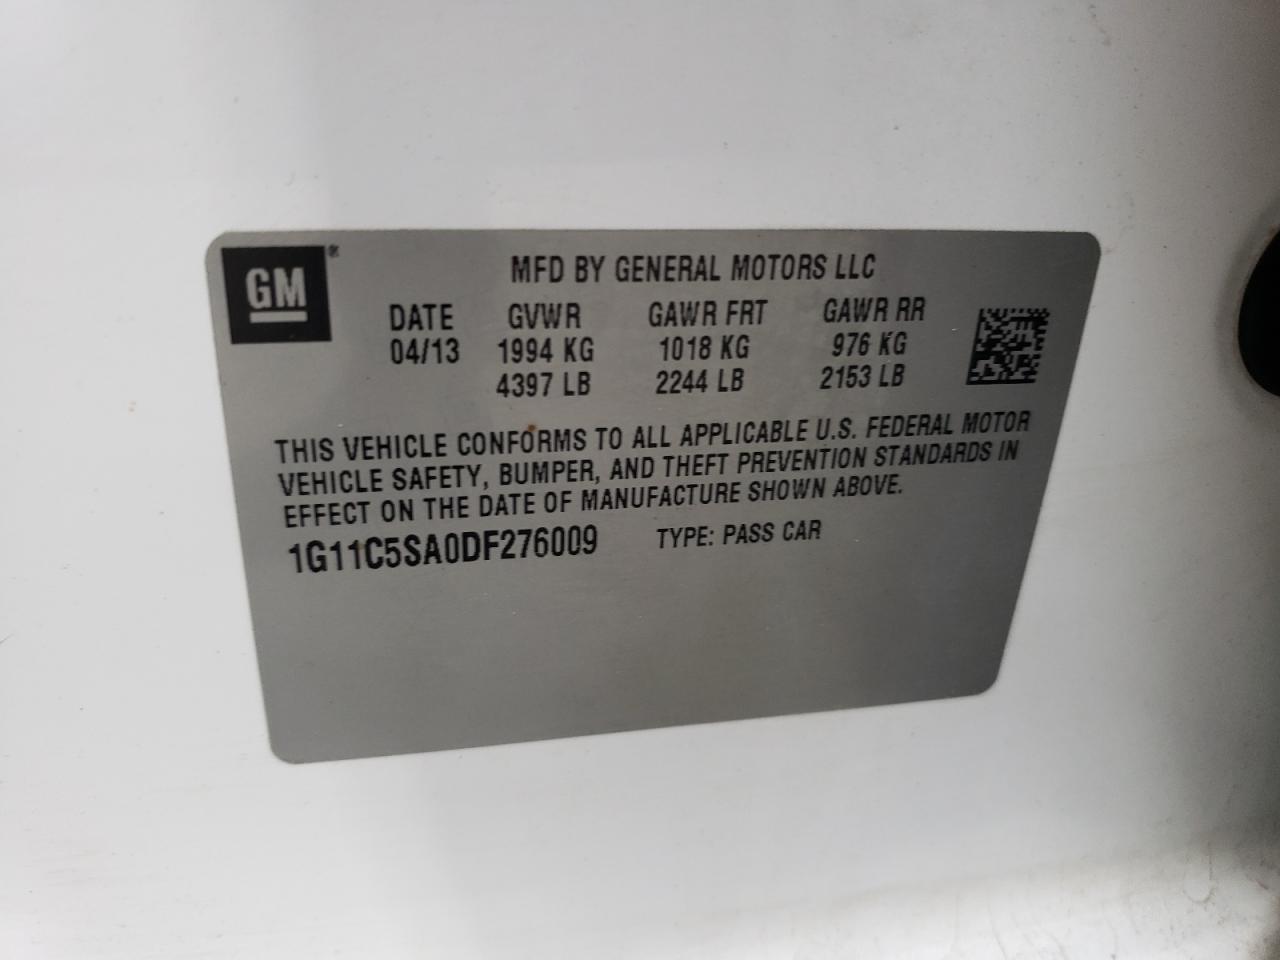 GM®
MFD BY GENERAL MOTORS LLC
DATE GVWR GAWR FRT GAWR RR
04/13 1994 KG 1018 KG 976 KG
4397 LB 2244 LB 2153 LB
THIS VEHICLE CONFORMS TO ALL APPLICABLE U.S. FEDERAL MOTOR
VEHICLE SAFETY, BUMPER, AND THEFT PREVENTION STANDARDS IN
EFFECT ON THE DATE OF MANUFACTURE SHOWN ABOVE.
1G11C5SA0DF276009 TYPE: PASS CAR